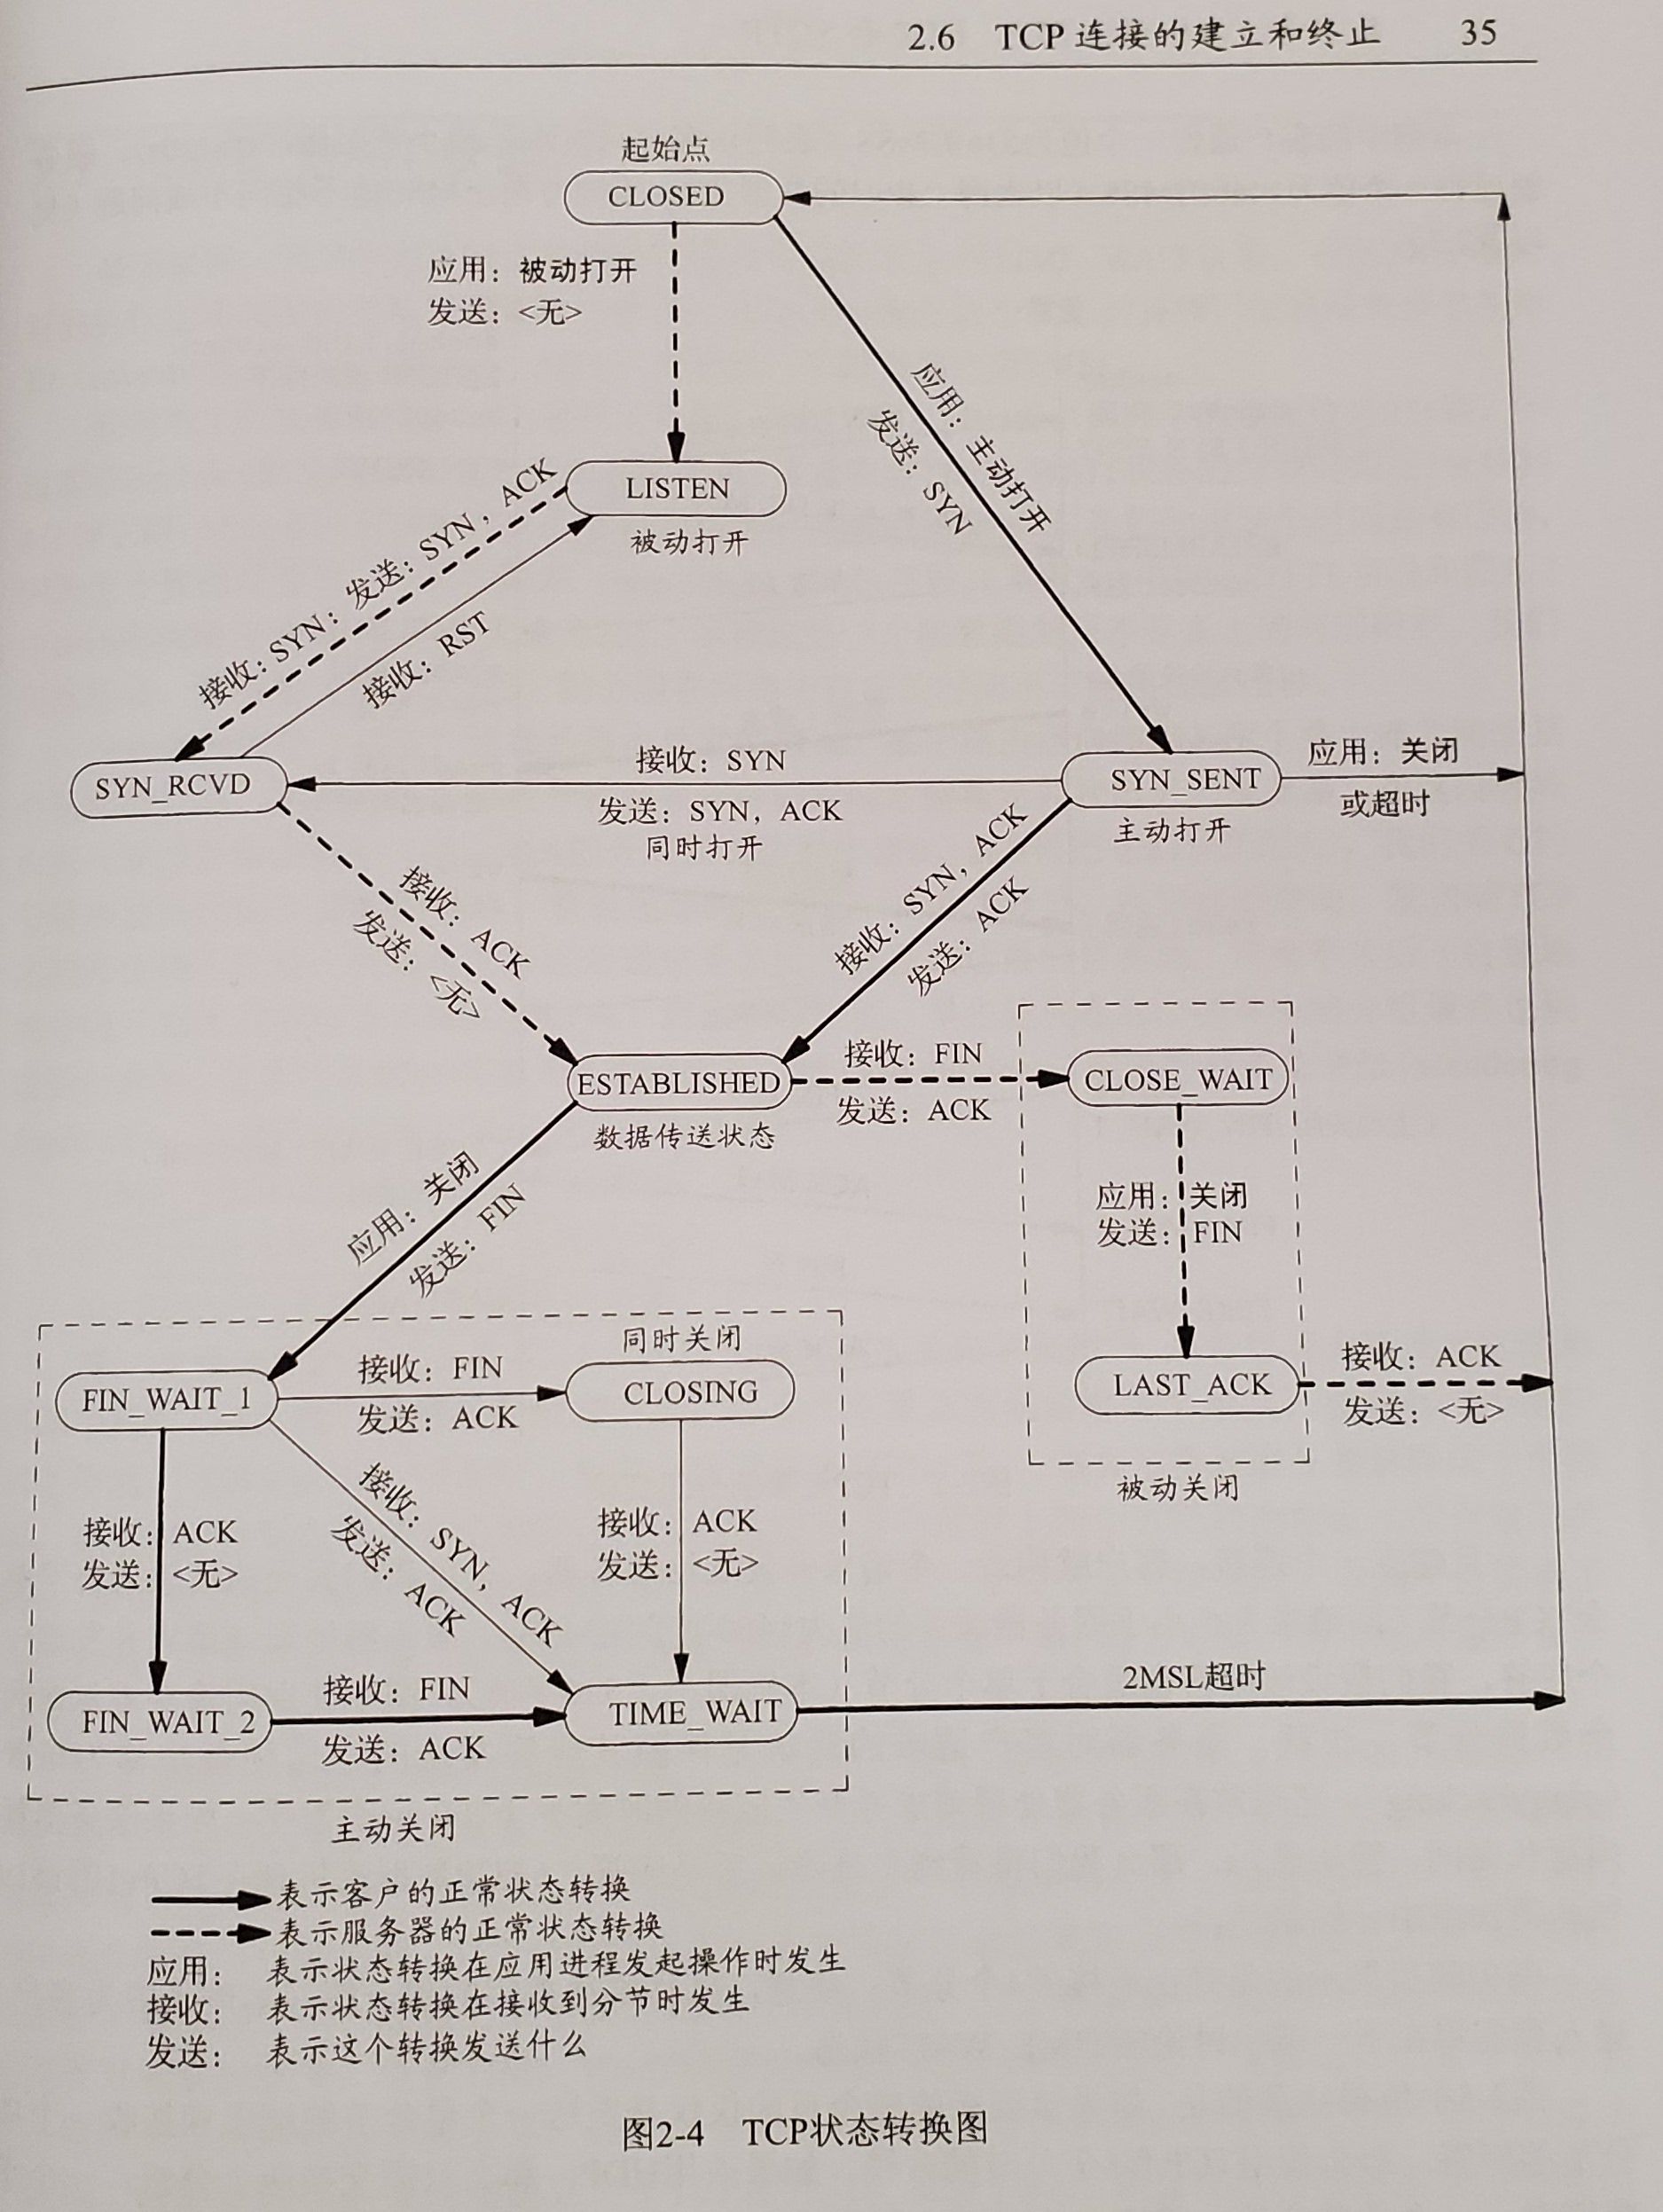 2.6 TCP 连接的建立和终止 35
起始点
CLOSED
应用：被动打开
发送：<无>
应用：主动打开
发送：SYN
LISTEN
被动打开
接收：SYN；发送：SYN，ACK
接收：RST
SYN_RCVD
接收：SYN
发送：SYN，ACK
同时打开
SYN_SENT
主动打开
应用：关闭
或超时
接收：ACK
发送：<无>
接收：SYN，ACK
发送：ACK
ESTABLISHED
数据传送状态
接收：FIN
发送：ACK
CLOSE_WAIT
应用：关闭
发送：FIN
应用：关闭
发送：FIN
LAST_ACK
接收：ACK
发送：<无>
被动关闭
同时关闭
FIN_WAIT_1
接收：FIN
发送：ACK
CLOSING
接收：ACK
发送：<无>
接收：SYN，ACK
发送：ACK
接收：ACK
发送：<无>
FIN_WAIT_2
接收：FIN
发送：ACK
TIME_WAIT
2MSL超时
主动关闭
表示客户的正常状态转换
表示服务器的正常状态转换
应用： 表示状态转换在应用进程发起操作时发生
接收： 表示状态转换在接收到分节时发生
发送： 表示这个转换发送什么
图2-4 TCP状态转换图